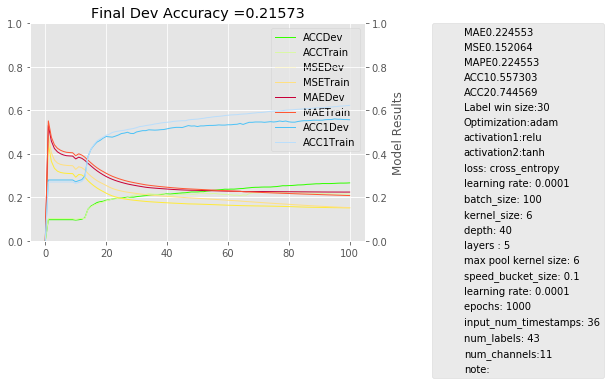 Final Dev Accuracy =0.21573
1.0
0.8
0.6
0.4
0.2
0.0
0
20
40
60
80
100
1.0
0.8
0.6
0.4
0.2
0.0
Model Results
ACCDev
ACCTrain
MSEDev
MSETrain
MAEDev
MAETrain
ACC1Dev
ACC1Train
MAE0.224553
MSE0.152064
MAPE0.224553
ACC10.557303
ACC20.744569
Label win size:30
Optimization:adam
activation1:relu
activation2:tanh
loss: cross_entropy
learning rate: 0.0001
batch_size: 100
kernel_size: 6
depth: 40
layers : 5
max pool kernel size: 6
speed_bucket_size: 0.1
learning rate: 0.0001
epochs: 1000
input_num_timestamps: 36
num_labels: 43
num_channels:11
note: